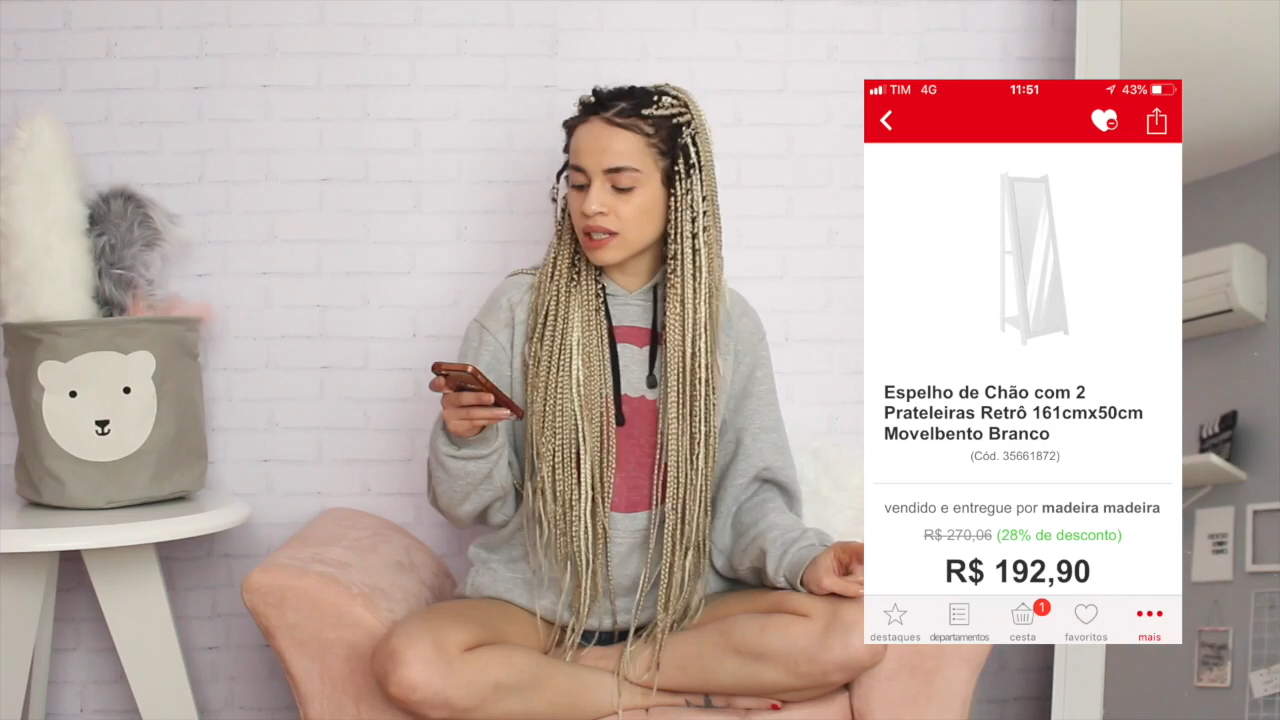 TIM 4G 11:51 43%
Espelho de Chão com 2
Prateleiras Retrô 161cmx50cm
Movelbento Branco
(Cód. 35661872)
vendido e entregue por madeira madeira
R$ 270,06 (28% de desconto)
R$ 192,90
1
destaques departamentos cesta favoritos mais